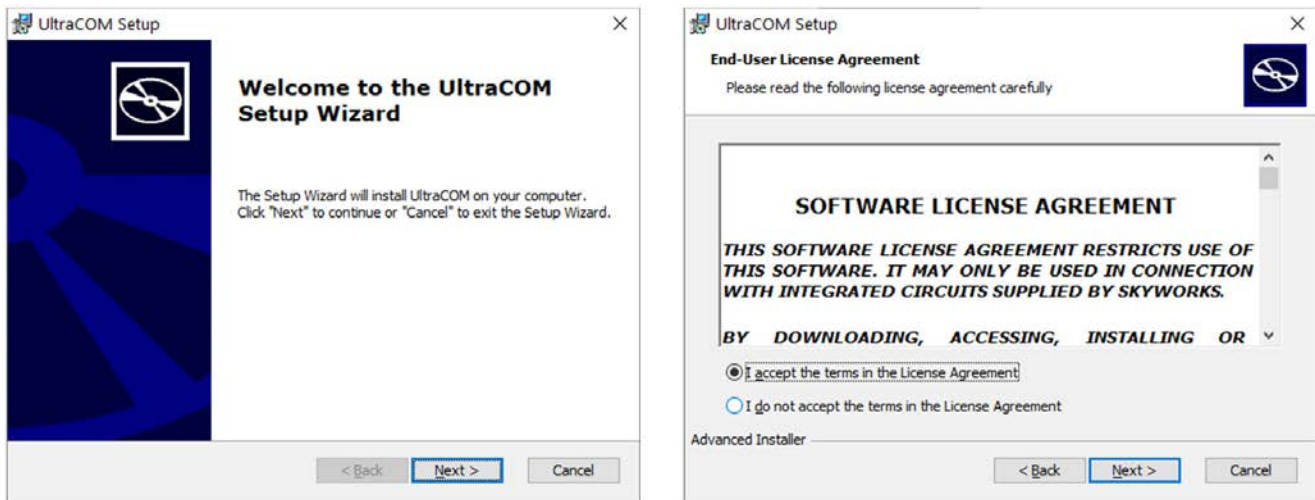 UltraCOM Setup
Welcome to the UltraCOM
Setup Wizard
The Setup Wizard will install UltraCOM on your computer.
Click "Next" to continue or "Cancel" to exit the Setup Wizard.
< Back
Next >
Cancel
UltraCOM Setup
End-User License Agreement
Please read the following license agreement carefully
SOFTWARE LICENSE AGREEMENT
THIS SOFTWARE LICENSE AGREEMENT RESTRICTS USE OF
THIS SOFTWARE. IT MAY ONLY BE USED IN CONNECTION
WITH INTEGRATED CIRCUITS SUPPLIED BY SKYWORKS.
BY DOWNLOADING, ACCESSING, INSTALLING OR
I accept the terms in the License Agreement
I do not accept the terms in the License Agreement
Advanced Installer
< Back
Next >
Cancel